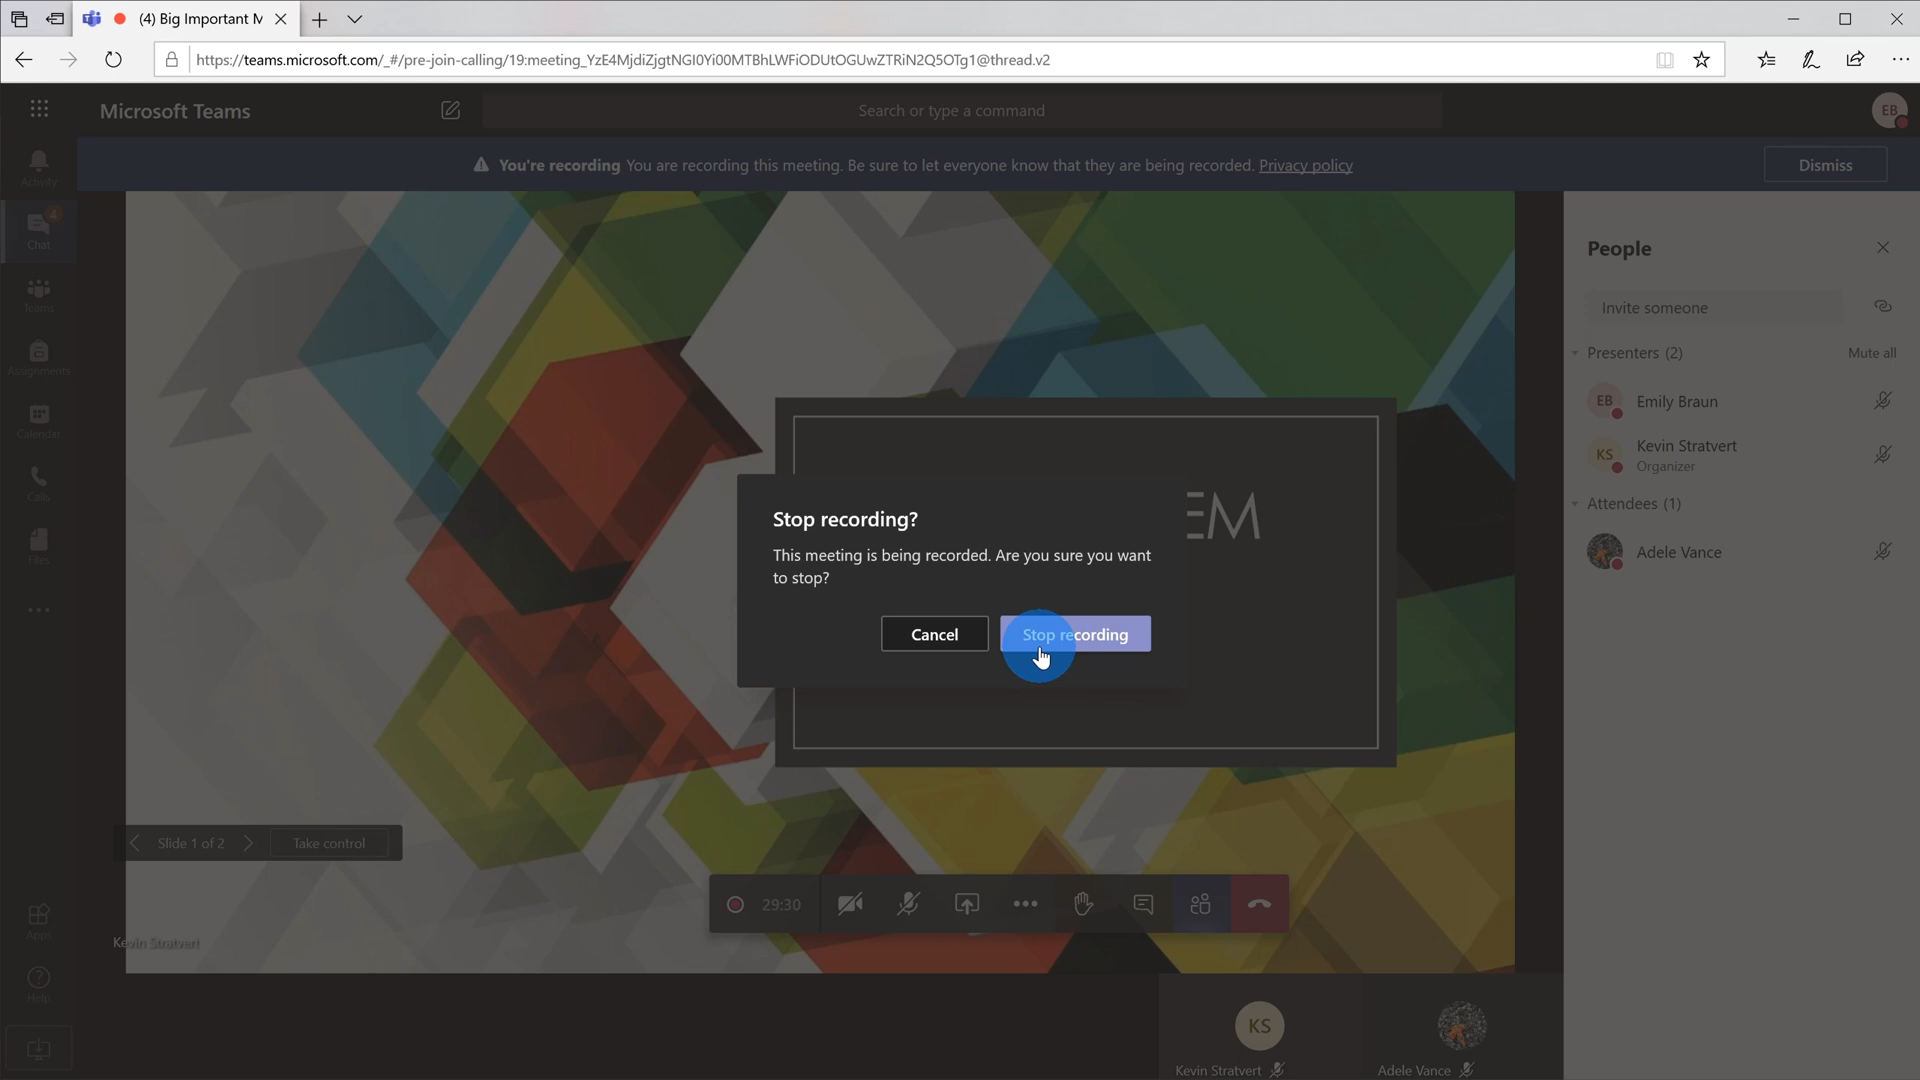 (4) Big Important M
https://teams.microsoft.com/_#/pre-join-calling/19:meeting_YzE4MjdiZjgtNGI0Yi00MTBhLWFiODUtOGUwZTRiN2Q5OTg1@thread.v2
Microsoft Teams
Search or type a command
EB
You're recording You are recording this meeting. Be sure to let everyone know that they are being recorded. Privacy policy
Dismiss
Activity
4
Chat
Teams
Assignments
Calendar
Calls
Files
Apps
Help
People
Invite someone
Presenters (2)
Mute all
EB
Emily Braun
KS
Kevin Stratvert
Organizer
Attendees (1)
Adele Vance
EM
Stop recording?
This meeting is being recorded. Are you sure you want
to stop?
Cancel
Stop recording
Slide 1 of 2
Take control
29:30
Kevin Stratvert
KS
Kevin Stratvert
Adele Vance